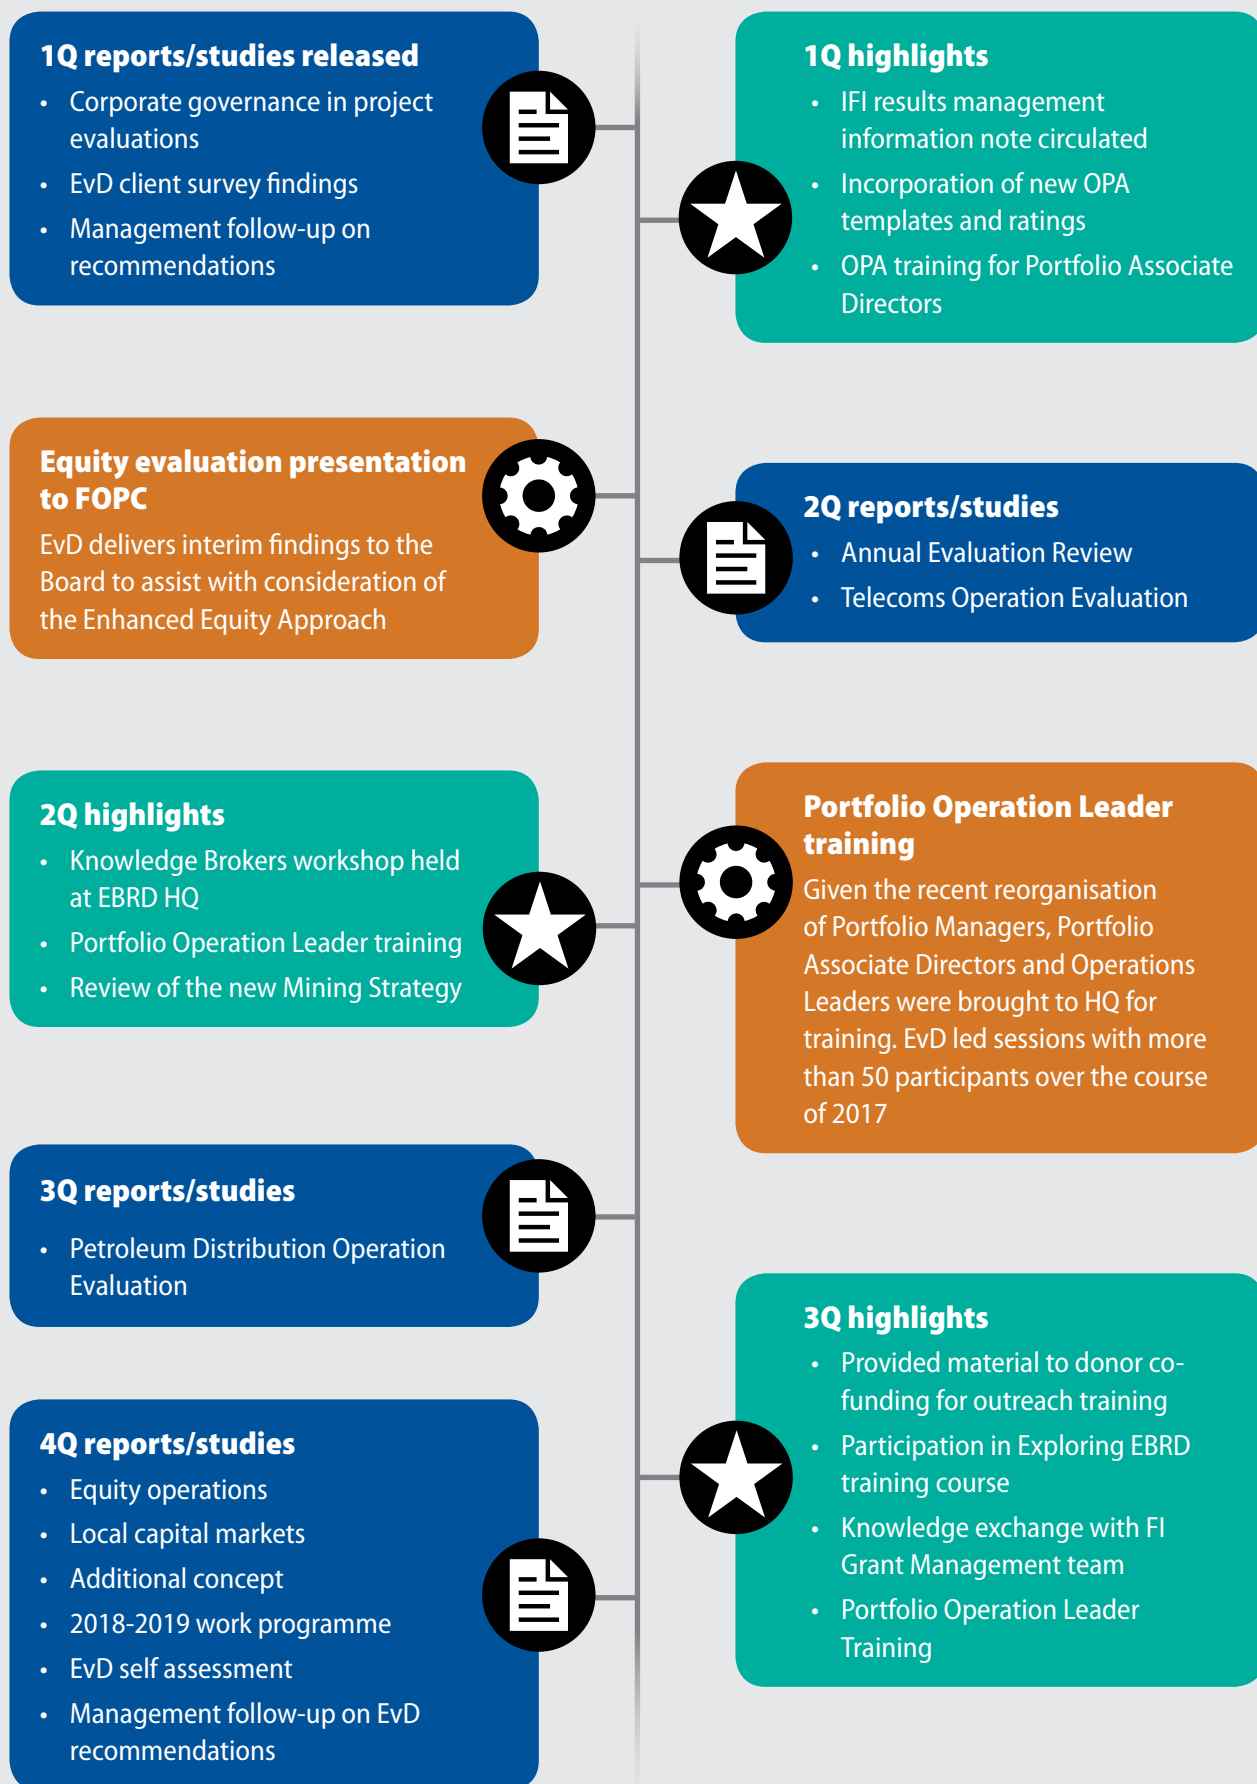 1Q reports/studies released
• Corporate governance in project
evaluations
• EvD client survey findings
• Management follow-up on
recommendations
1Q highlights
• IFI results management
information note circulated
• Incorporation of new OPA
templates and ratings
• OPA training for Portfolio Associate
Directors
Equity evaluation presentation
to FOPC
EvD delivers interim findings to the
Board to assist with consideration of
the Enhanced Equity Approach
2Q reports/studies
• Annual Evaluation Review
• Telecoms Operation Evaluation
2Q highlights
• Knowledge Brokers workshop held
at EBRD HQ
• Portfolio Operation Leader training
• Review of the new Mining Strategy
Portfolio Operation Leader
training
Given the recent reorganisation
of Portfolio Managers, Portfolio
Associate Directors and Operations
Leaders were brought to HQ for
training. EvD led sessions with more
than 50 participants over the course
of 2017
3Q reports/studies
• Petroleum Distribution Operation
Evaluation
3Q highlights
• Provided material to donor co-
funding for outreach training
• Participation in Exploring EBRD
training course
• Knowledge exchange with FI
Grant Management team
• Portfolio Operation Leader
Training
4Q reports/studies
• Equity operations
• Local capital markets
• Additional concept
• 2018-2019 work programme
• EvD self assessment
• Management follow-up on EvD
recommendations